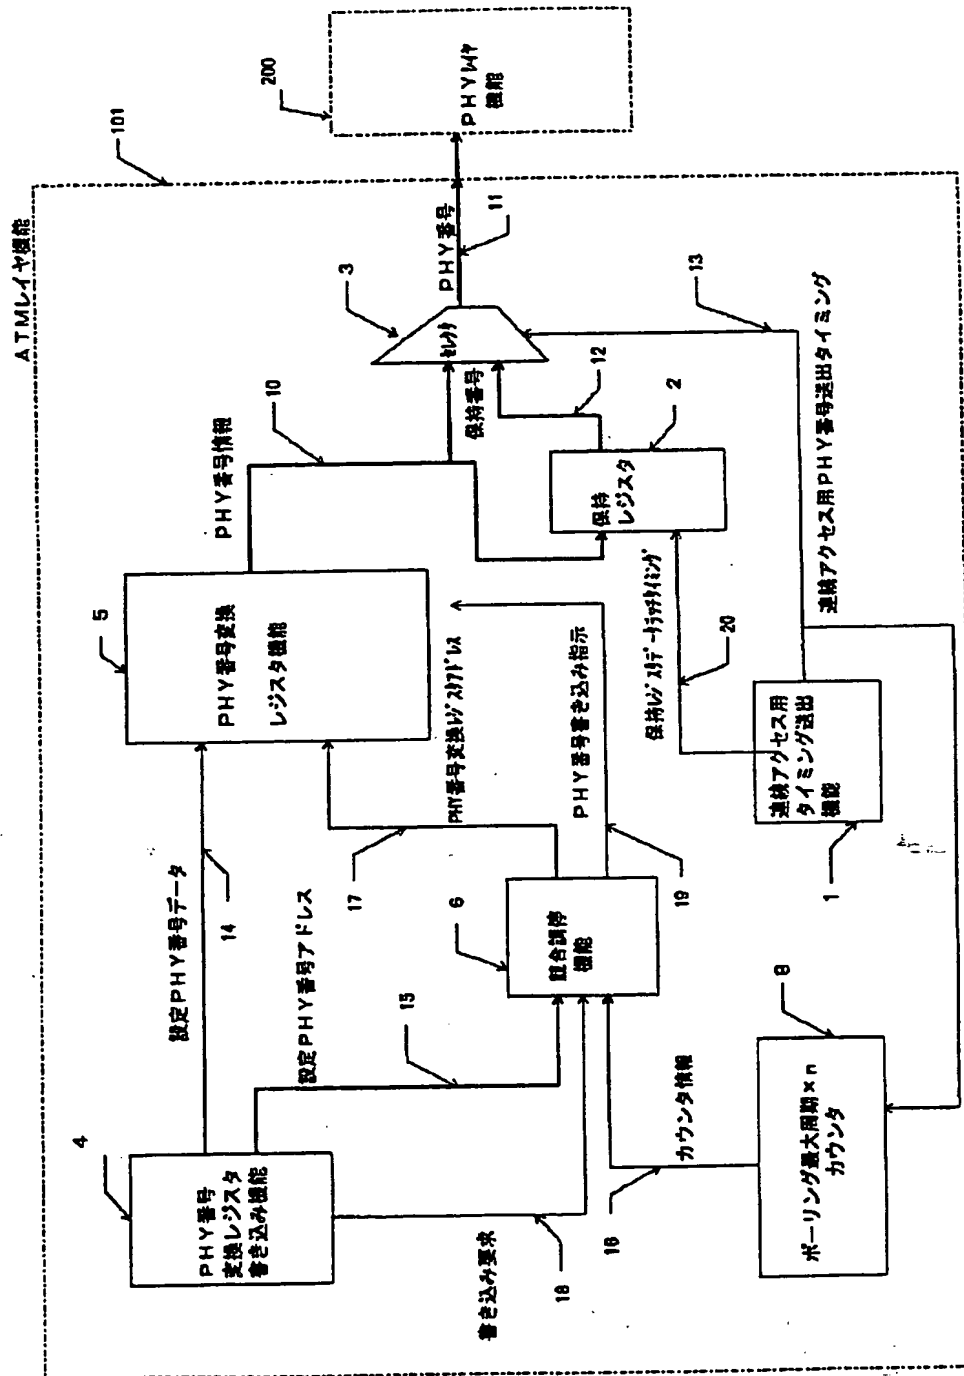 ATMレイヤ機能
101
200
PHYレイヤ
機能
4
PHY番号
変換レジスタ
書き込み機能
設定PHY番号データ
14
5
PHY番号変換
レジスタ機能
PHY番号情報
10
3
セレクタ
PHY番号
11
設定PHY番号アドレス
15
17
PHY番号変換レジスタアドレス
保持番号
12
書き込み要求
18
6
競合調停
機能
PHY番号書き込み指示
19
保持
レジスタ
2
カウンタ情報
16
保持レジスタデータラッチタイミング
20
13
8
ポーリング最大周期×n
カウンタ
1
連続アクセス用
タイミング送出
機能
連続アクセス用PHY番号送出タイミング